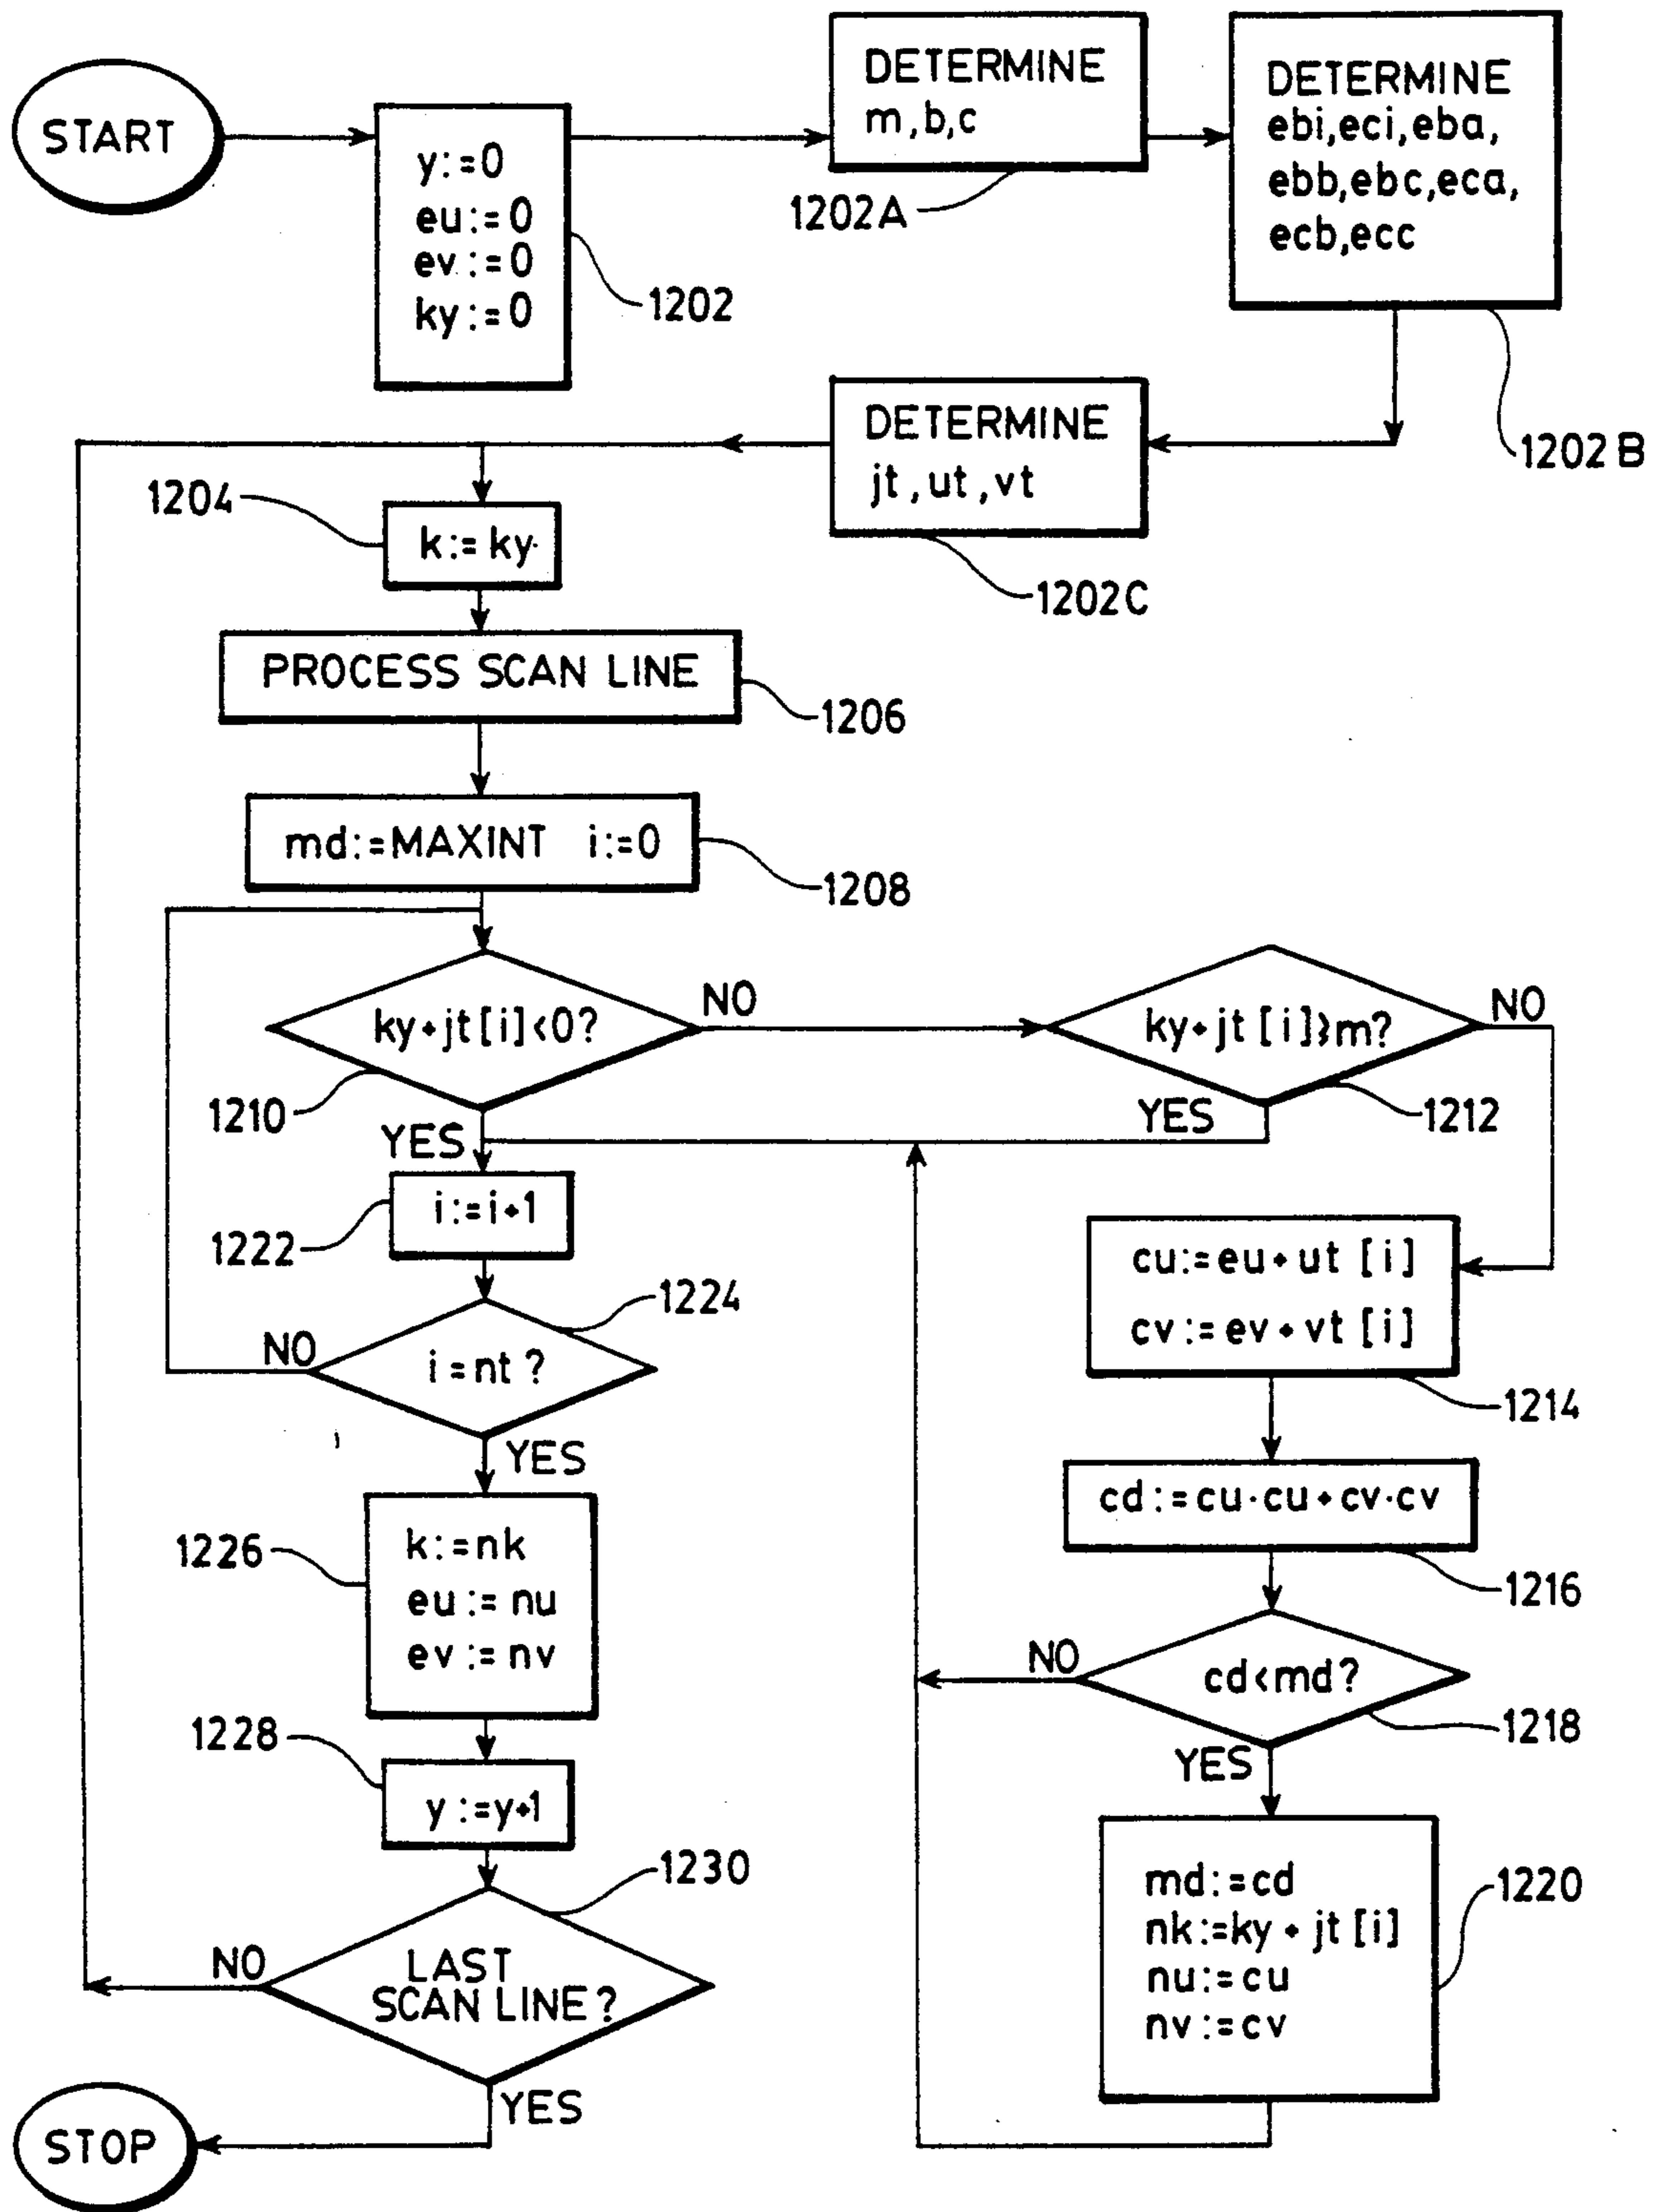 START
y:=0
eu:=0
ev:=0
ky:=0
1202
DETERMINE
m,b,c
1202A
DETERMINE
ebi,eci,eba,
ebb,ebc,eca,
ecb,ecc
1202B
DETERMINE
jt,ut,vt
1202C
1204
k:=ky
PROCESS SCAN LINE
1206
md:=MAXINT i:=0
1208
ky+jt[i]<0?
NO
1210
YES
ky+jt[i]≥m?
NO
1212
YES
i:=i+1
1222
cu:=eu+ut[i]
cv:=ev+vt[i]
1214
1224
i=nt?
NO
YES
cd:=cu·cu+cv·cv
1216
k:=nk
eu:=nu
ev:=nv
1226
cd<md?
NO
1218
YES
1228
y:=y+1
md:=cd
nk:=ky+jt[i]
nu:=cu
nv:=cv
1220
1230
LAST
SCAN LINE?
NO
YES
STOP